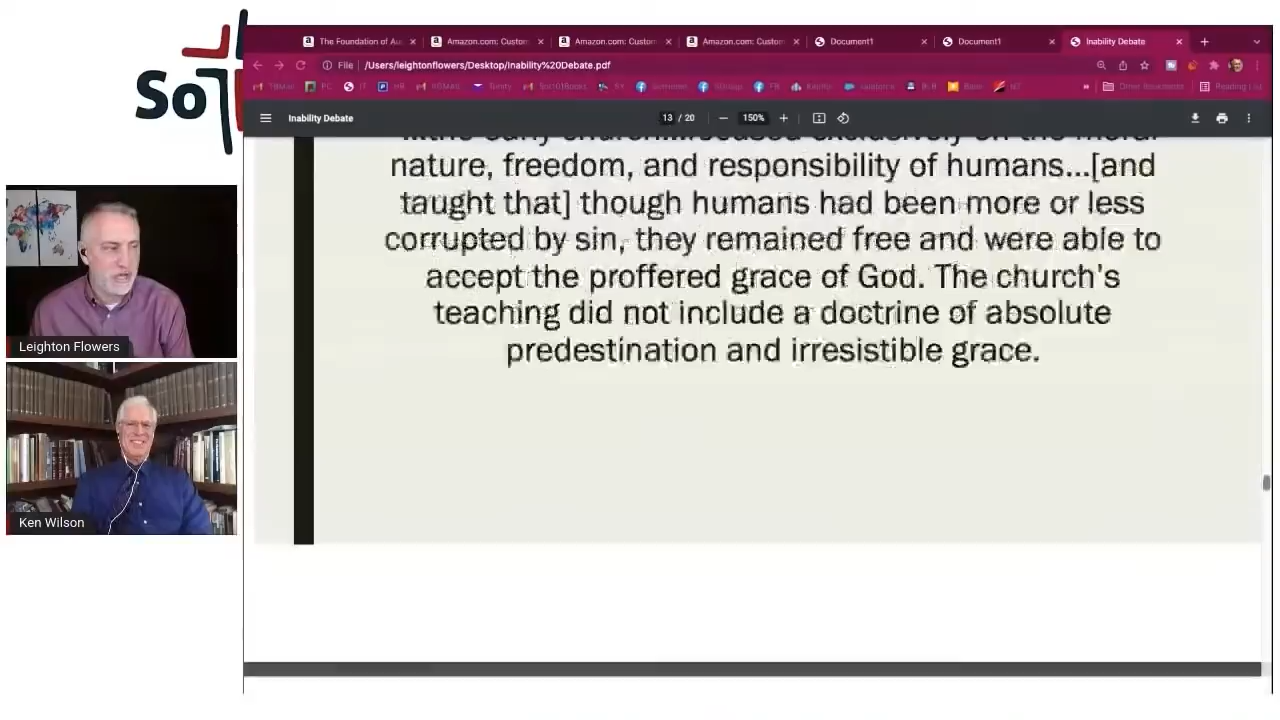 So
The Foundation of Au
Amazon.com: Custom
Amazon.com: Custom
Amazon.com: Custom
Document1
Document1
Inability Debate
File
/Users/leightonflowers/Desktop/Inability%20Debate.pdf
Inability Debate
13 / 20
150%
nature, freedom, and responsibility of humans...[and
taught that] though humans had been more or less
corrupted by sin, they remained free and were able to
accept the proffered grace of God. The church's
teaching did not include a doctrine of absolute
predestination and irresistible grace.
Leighton Flowers
Ken Wilson